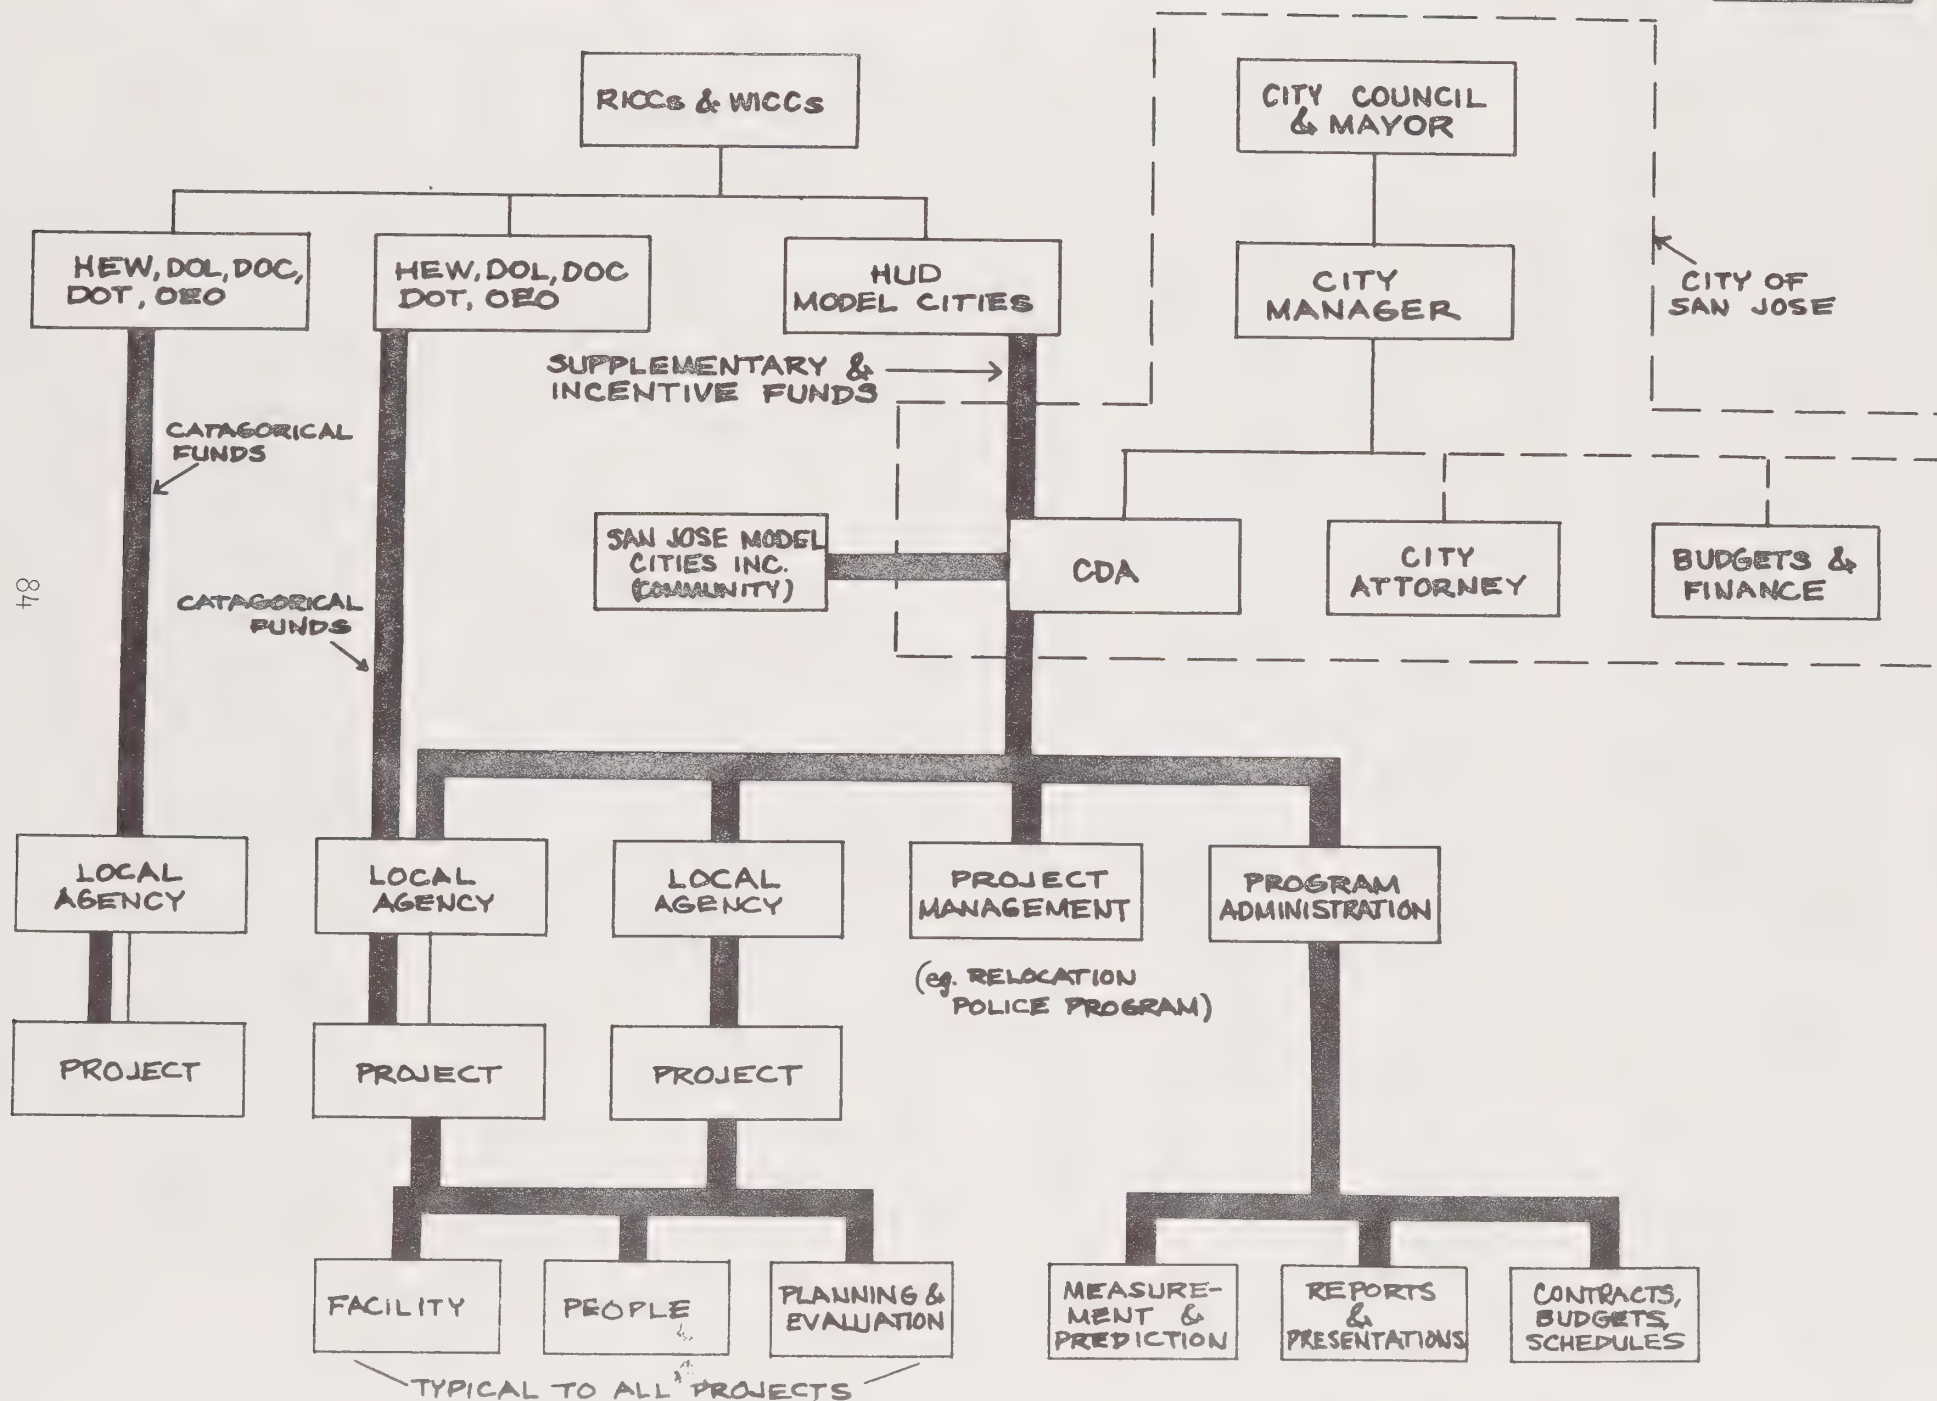 RICCs & WICCs
CITY COUNCIL
& MAYOR
HEW, DOL, DOC,
DOT, OEO
HEW, DOL, DOC
DOT, OEO
HUD
MODEL CITIES
CITY
MANAGER
CITY OF
SAN JOSE
SUPPLEMENTARY &
INCENTIVE FUNDS
CATAGORICAL
FUNDS
SAN JOSE MODEL
CITIES INC.
(COMMUNITY)
CDA
CITY
ATTORNEY
BUDGETS &
FINANCE
84
CATAGORICAL
FUNDS
LOCAL
AGENCY
LOCAL
AGENCY
LOCAL
AGENCY
PROJECT
MANAGEMENT
PROGRAM
ADMINISTRATION
(eg. RELOCATION
POLICE PROGRAM)
PROJECT
PROJECT
PROJECT
FACILITY
PEOPLE
PLANNING &
EVALUATION
MEASURE-
MENT &
PREDICTION
REPORTS
&
PRESENTATIONS
CONTRACTS,
BUDGETS,
SCHEDULES
TYPICAL TO ALL PROJECTS